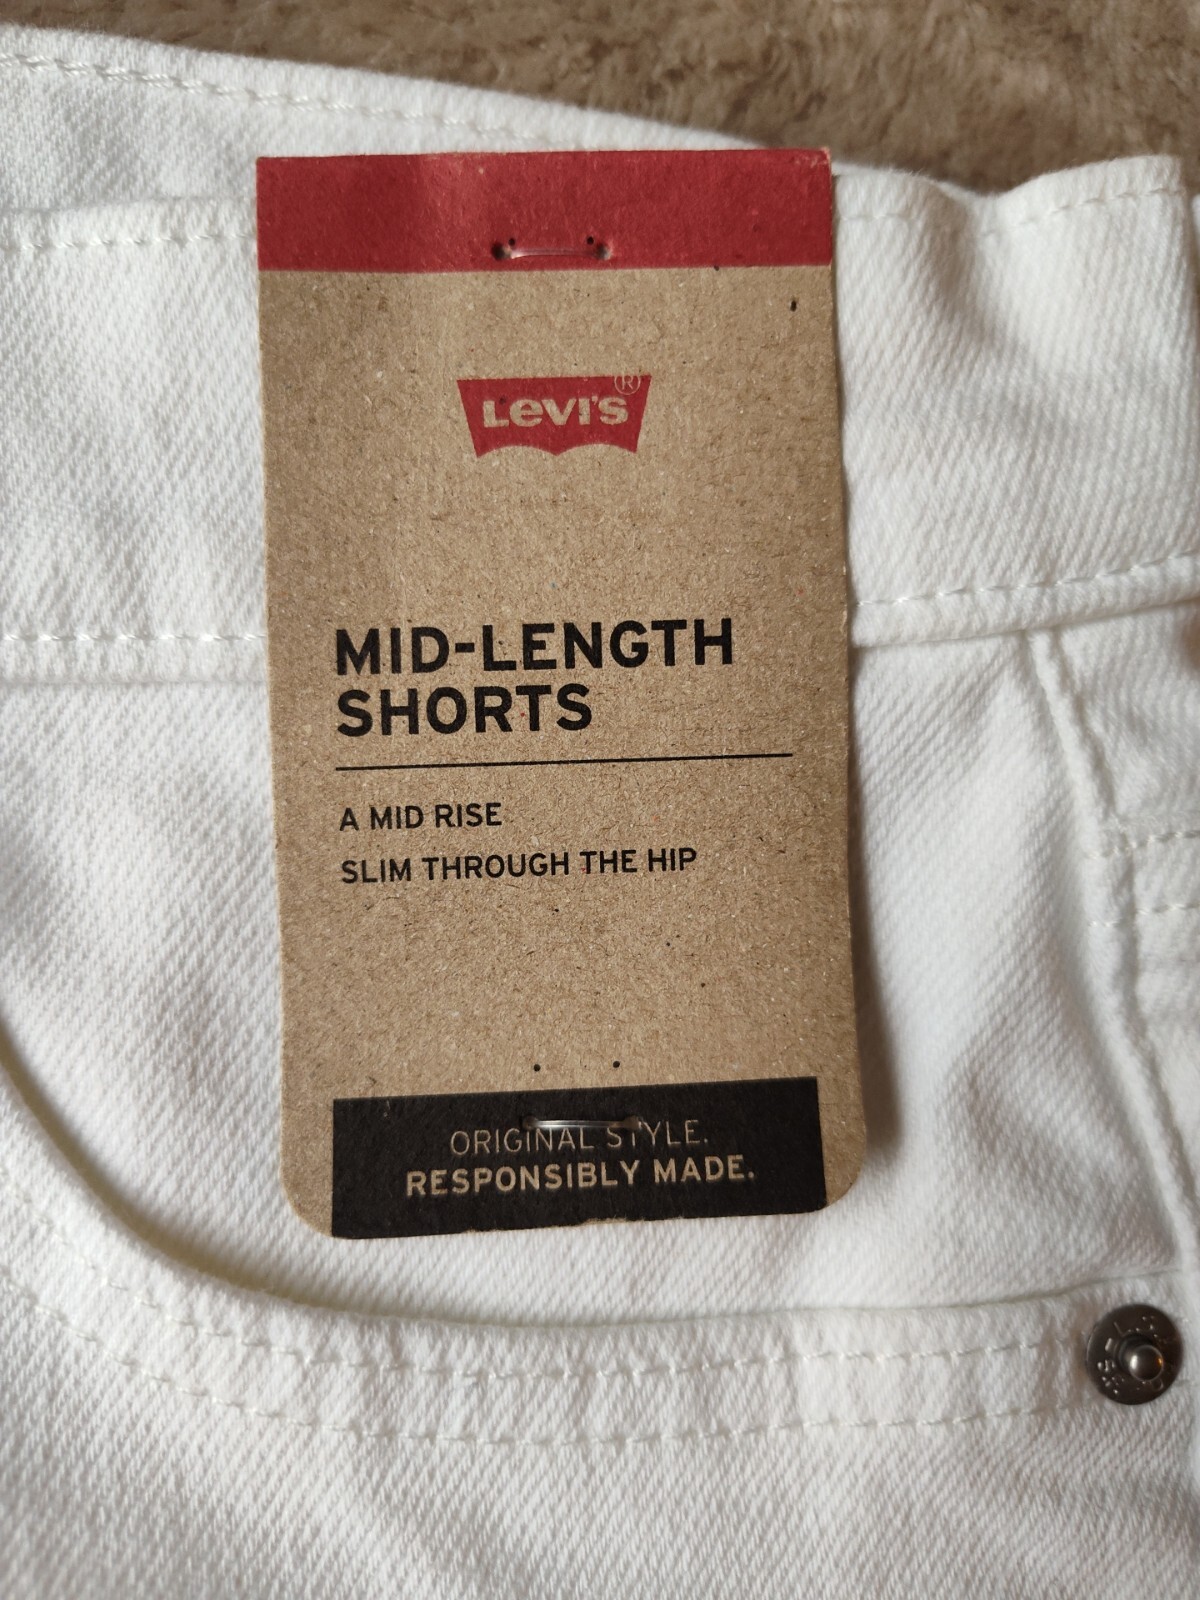 LEVI'S®
MID-LENGTH
SHORTS
A MID RISE
SLIM THROUGH THE HIP
ORIGINAL STYLE.
RESPONSIBLY MADE.